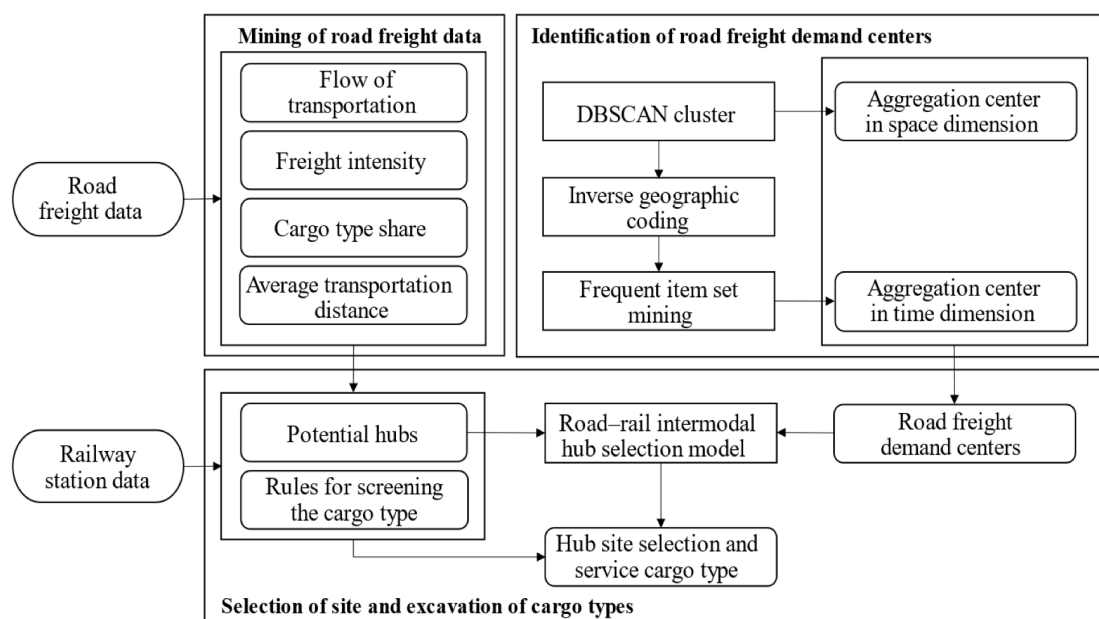 Mining of road freight data
Flow of
transportation
Freight intensity
Cargo type share
Average transportation
distance
Road
freight data
Identification of road freight demand centers
DBSCAN cluster
Inverse geographic
coding
Frequent item set
mining
Aggregation center
in space dimension
Aggregation center
in time dimension
Railway
station data
Potential hubs
Rules for screening
the cargo type
Road–rail intermodal
hub selection model
Road freight
demand centers
Hub site selection and
service cargo type
Selection of site and excavation of cargo types